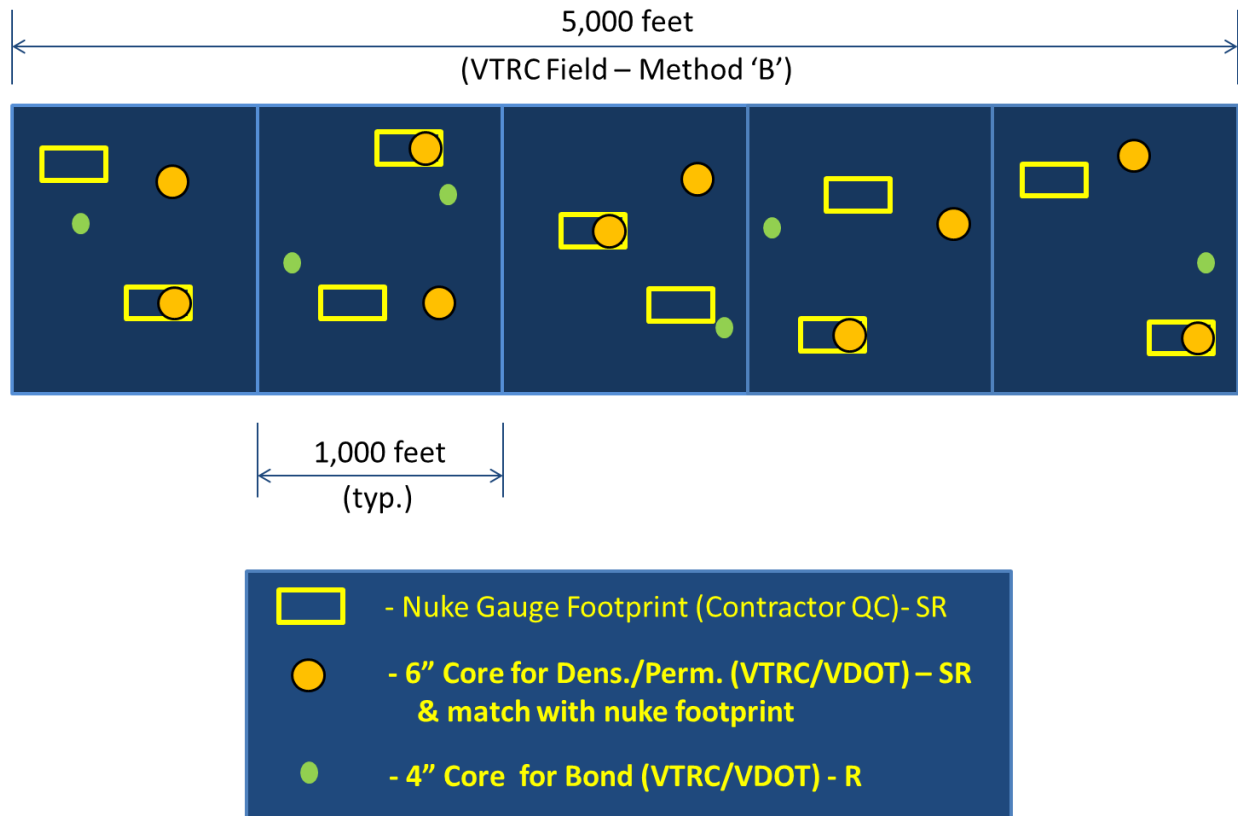 5,000 feet
(VTRC Field – Method ‘B’)
1,000 feet
(typ.)
- Nuke Gauge Footprint (Contractor QC)- SR
- 6” Core for Dens./Perm. (VTRC/VDOT) – SR
& match with nuke footprint
- 4” Core for Bond (VTRC/VDOT) - R